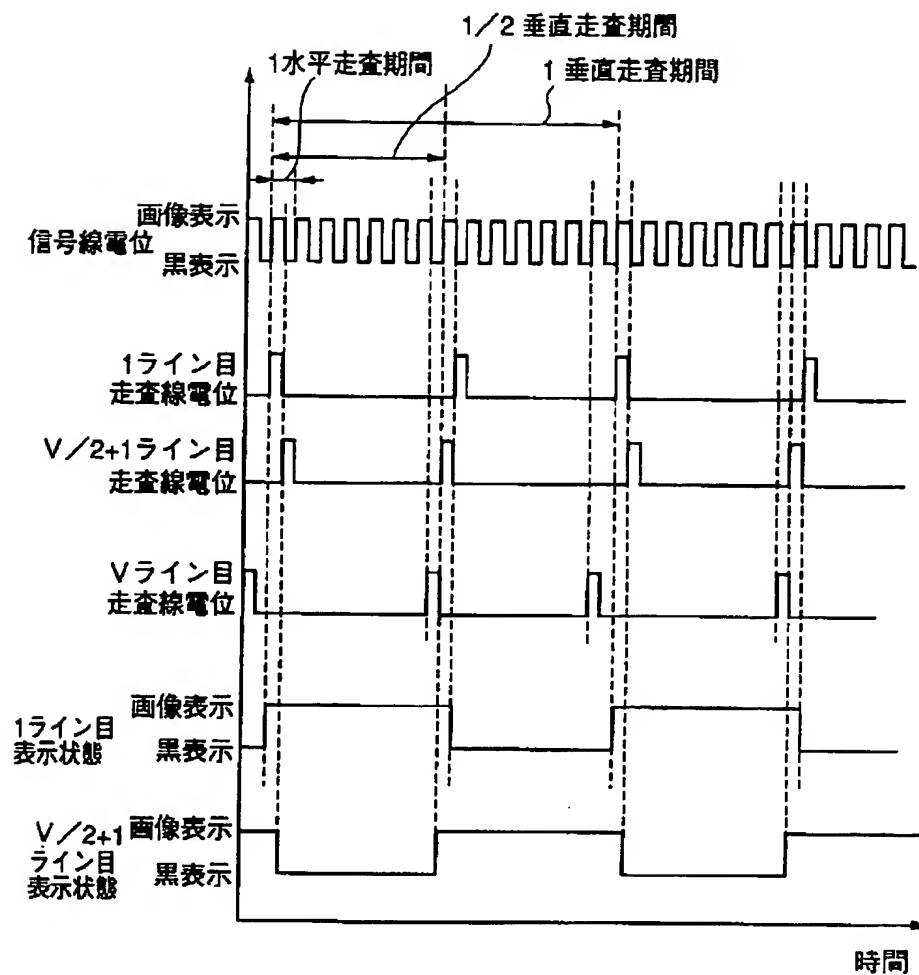 1/2 垂直走査期間
1水平走査期間
1 垂直走査期間
画像表示
信号線電位
黒表示
1ライン目
走査線電位
V/2+1ライン目
走査線電位
Vライン目
走査線電位
画像表示
1ライン目
表示状態
黒表示
V/2+1 画像表示
ライン目
表示状態
黒表示
時間